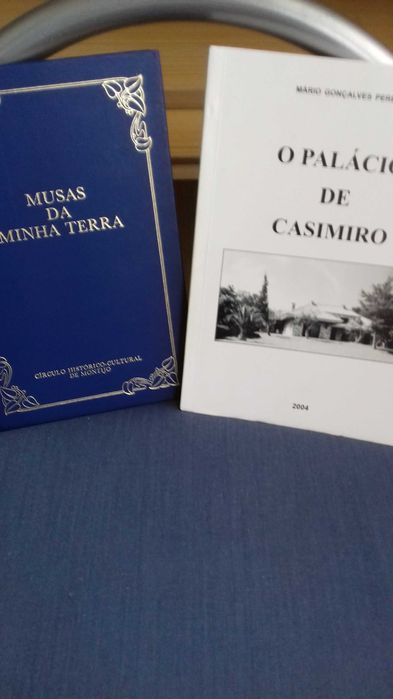 MUSAS
DA
MINHA TERRA
CÍRCULO HISTÓRICO-CULTURAL
DE MONTIJO
MÁRIO GONÇALVES
O PALÁCIO
DE
CASIMIRO
2004